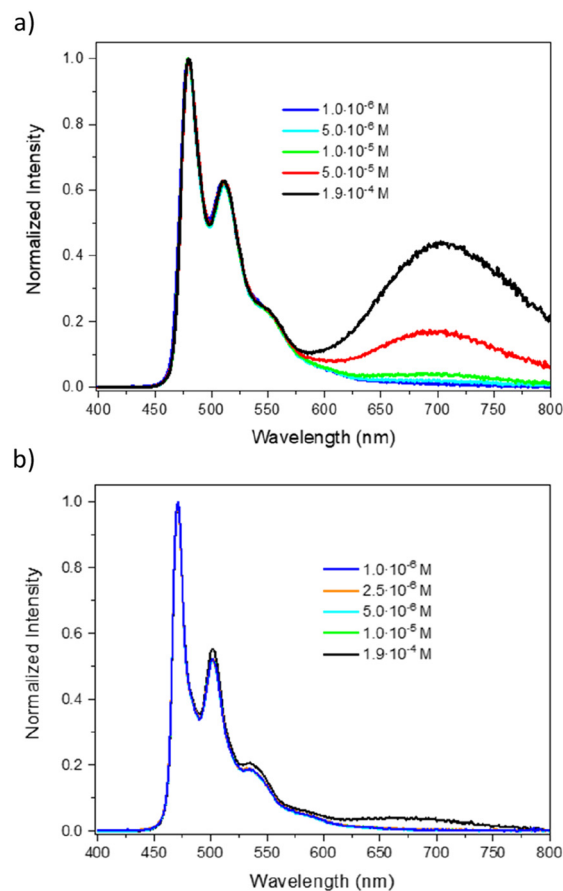 a)
1.0
0.8
0.6
0.4
0.2
0.0
Normalized Intensity
1.0·10⁻⁶ M
5.0·10⁻⁶ M
1.0·10⁻⁵ M
5.0·10⁻⁵ M
1.9·10⁻⁴ M
400 450 500 550 600 650 700 750 800
Wavelength (nm)
b)
1.0
0.8
0.6
0.4
0.2
0.0
Normalized Intensity
1.0·10⁻⁶ M
2.5·10⁻⁶ M
5.0·10⁻⁶ M
1.0·10⁻⁵ M
1.9·10⁻⁴ M
400 450 500 550 600 650 700 750 800
Wavelength (nm)